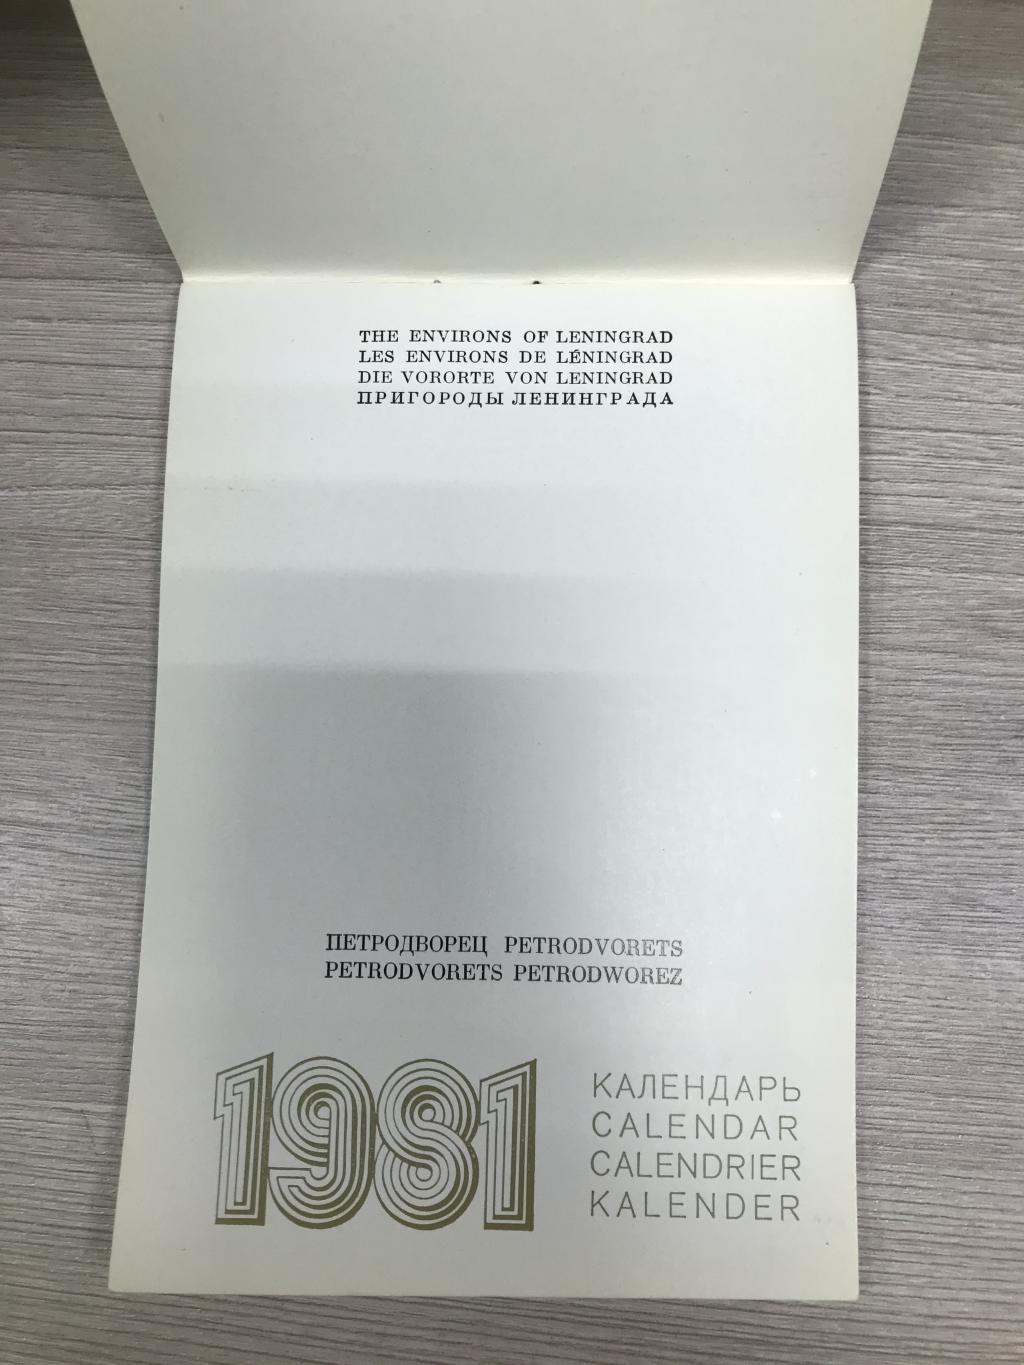 THE ENVIRONS OF LENINGRAD
LES ENVIRONS DE LÉNINGRAD
DIE VORORTE VON LENINGRAD
ПРИГОРОДЫ ЛЕНИНГРАДА
ПЕТРОДВОРЕЦ PETRODVORETS
PETRODVORETS PETRODWOREZ
1981
КАЛЕНДАРЬ
CALENDAR
CALENDRIER
KALENDER